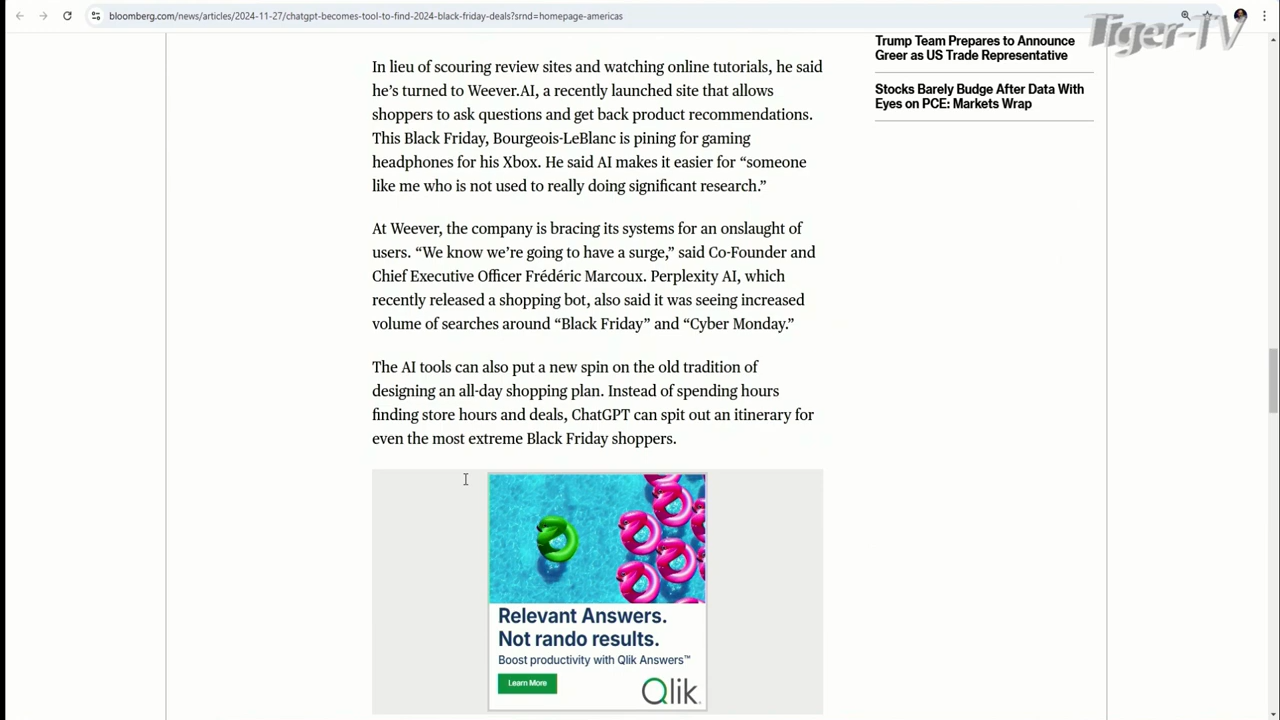 bloomberg.com/news/articles/2024-11-27/chatgpt-becomes-tool-to-find-2024-black-friday-deals?srnd=homepage-americas
Tiger-TV
In lieu of scouring review sites and watching online tutorials, he said
he’s turned to Weever.AI, a recently launched site that allows
shoppers to ask questions and get back product recommendations.
This Black Friday, Bourgeois-LeBlanc is pining for gaming
headphones for his Xbox. He said AI makes it easier for “someone
like me who is not used to really doing significant research.”
At Weever, the company is bracing its systems for an onslaught of
users. “We know we’re going to have a surge,” said Co-Founder and
Chief Executive Officer Frédéric Marcoux. Perplexity AI, which
recently released a shopping bot, also said it was seeing increased
volume of searches around “Black Friday” and “Cyber Monday.”
The AI tools can also put a new spin on the old tradition of
designing an all-day shopping plan. Instead of spending hours
finding store hours and deals, ChatGPT can spit out an itinerary for
even the most extreme Black Friday shoppers.
Relevant Answers.
Not rando results.
Boost productivity with Qlik Answers™
Learn More
Qlik
Trump Team Prepares to Announce
Greer as US Trade Representative
Stocks Barely Budge After Data With
Eyes on PCE: Markets Wrap